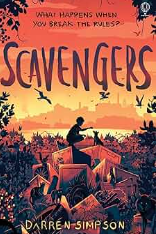 WHAT HAPPENS WHEN
YOU BREAK THE RULES?
SCAVENGERS
DARREN SIMPSON